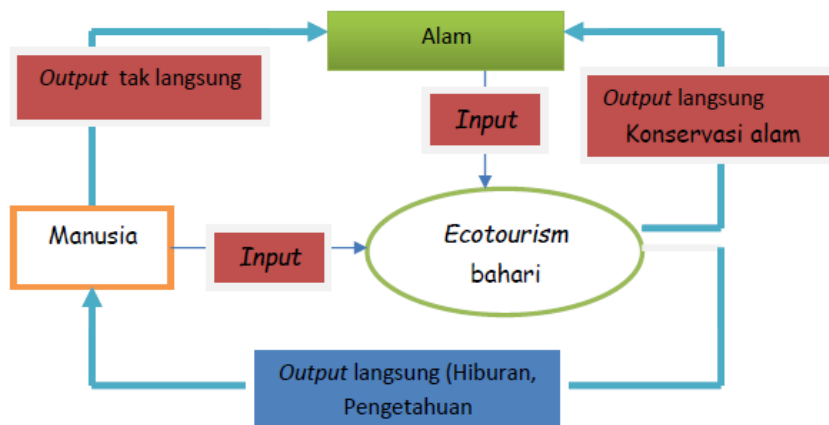 Alam
Output tak langsung
Input
Output langsung
Konservasi alam
Manusia
Input
Ecotourism
bahari
Output langsung (Hiburan,
Pengetahuan